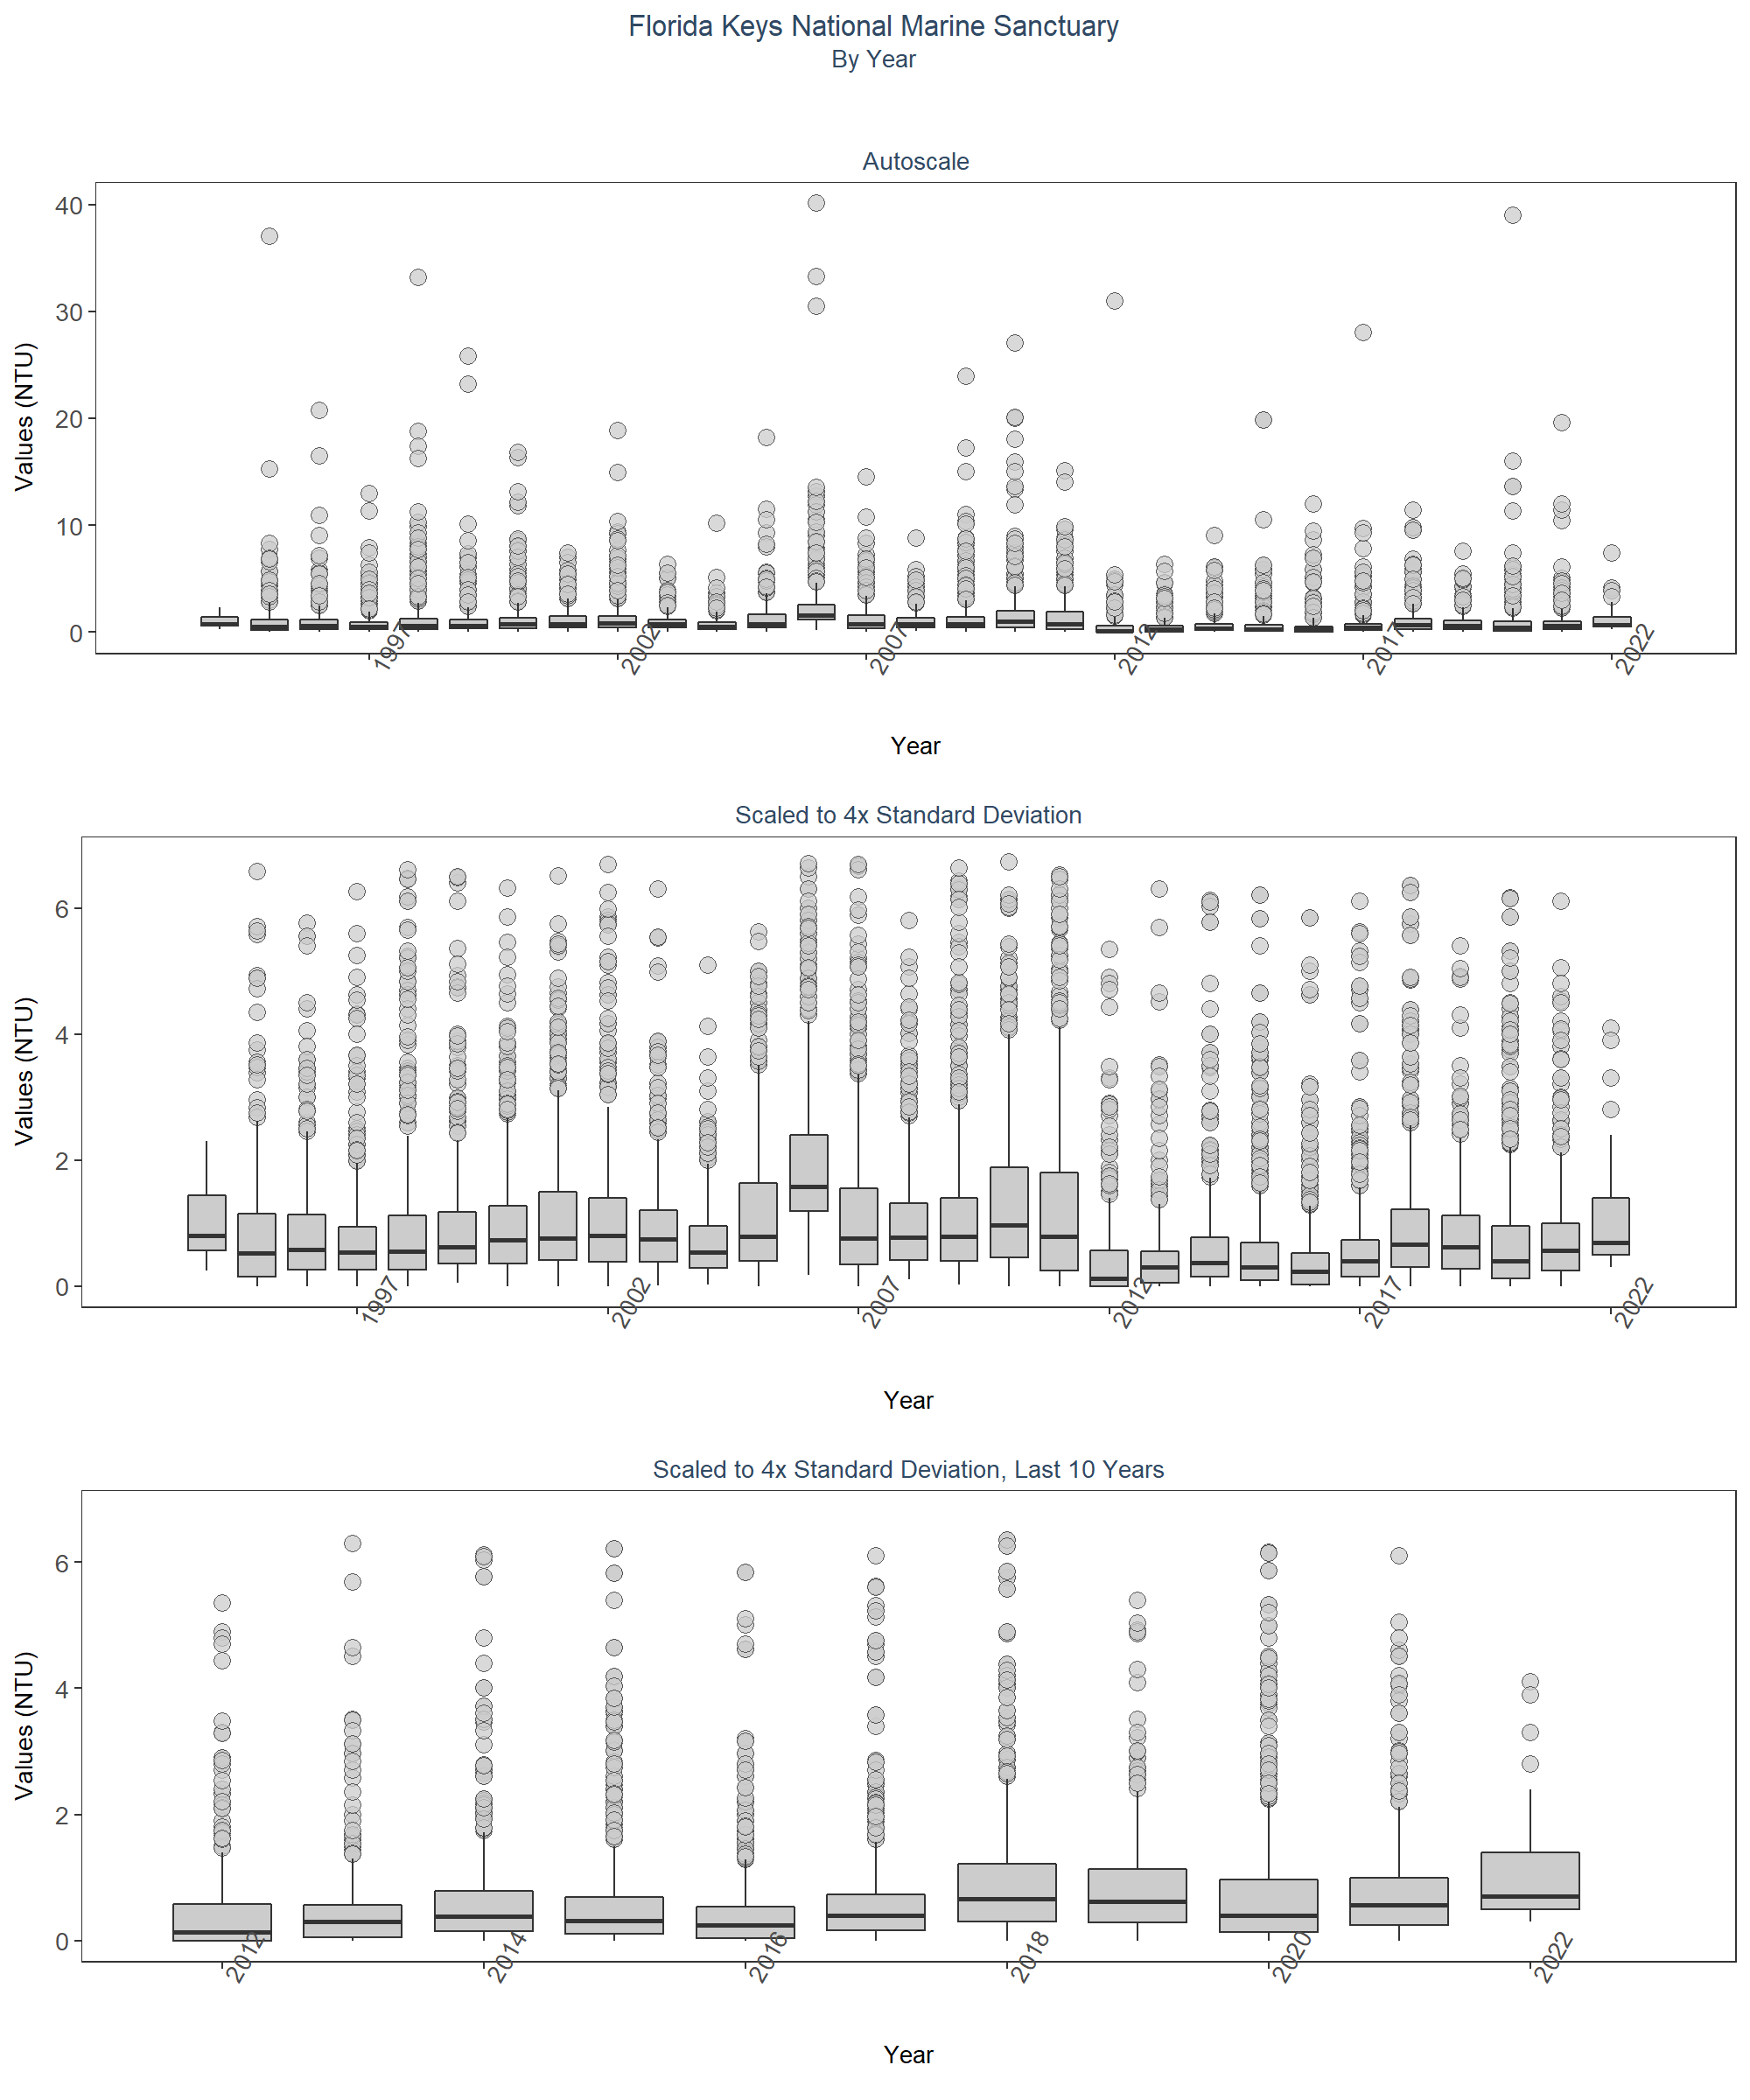 Florida Keys National Marine Sanctuary
By Year
Autoscale
Values (NTU)
40
30
20
10
0
1997
2002
2007
2012
2017
2022
Year
Scaled to 4x Standard Deviation
Values (NTU)
6
4
2
0
1997
2002
2007
2012
2017
2022
Year
Scaled to 4x Standard Deviation, Last 10 Years
Values (NTU)
6
4
2
0
2012
2014
2016
2018
2020
2022
Year